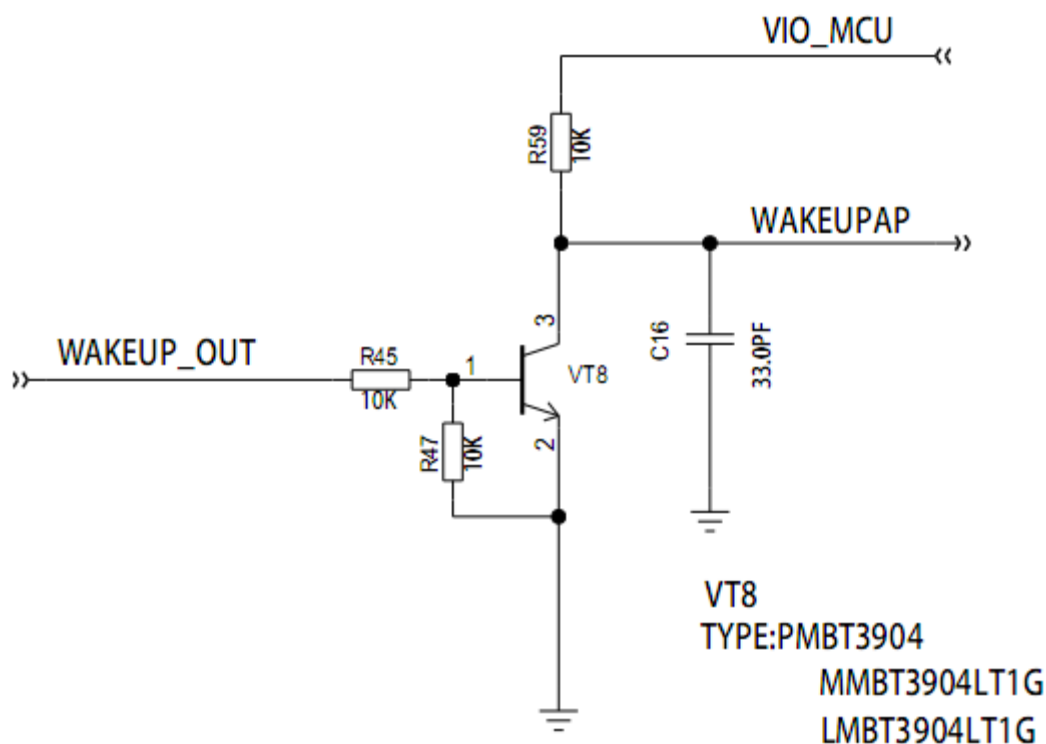 VIO_MCU
R59
10K
WAKEUPAP
3
C16
33.0PF
WAKEUP_OUT
R45
10K
1
VT8
R47
10K
2
VT8
TYPE:PMBT3904
MMBT3904LT1G
LMBT3904LT1G